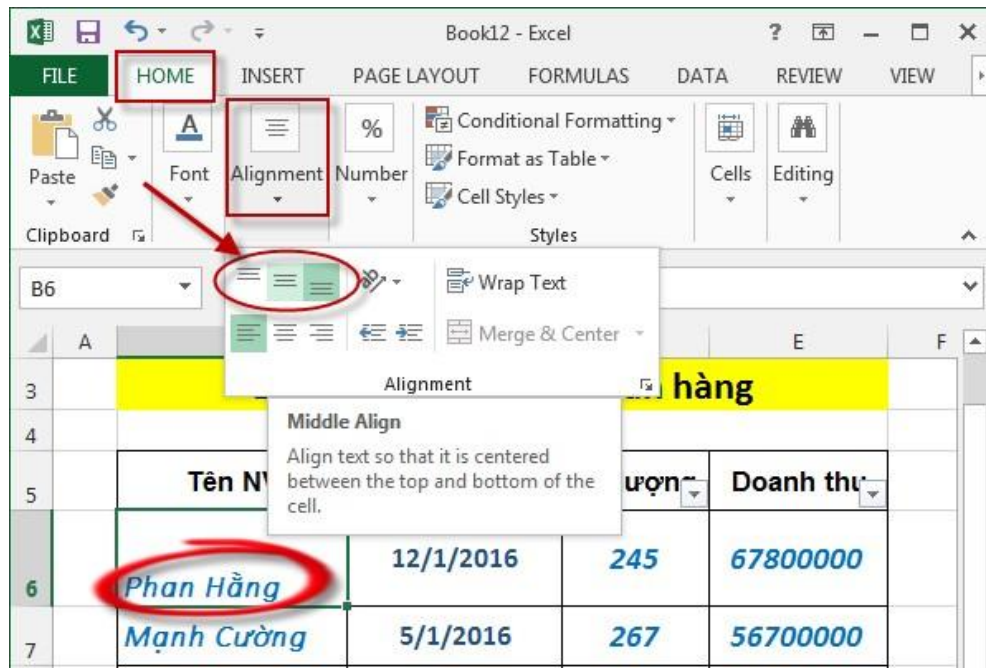 Book12 - Excel
?
FILE HOME INSERT PAGE LAYOUT FORMULAS DATA REVIEW VIEW
Paste
Clipboard
A
Font
Alignment
%
Number
Conditional Formatting
Format as Table
Cell Styles
Styles
Cells
Editing
B6
ab
Wrap Text
Merge & Center
Alignment
A E F
3 hàng
4
Middle Align
Align text so that it is centered
between the top and bottom of the
cell.
5 Tên Doanh thu
6 Phan Hằng 12/1/2016 245 67800000
7 Mạnh Cường 5/1/2016 267 56700000